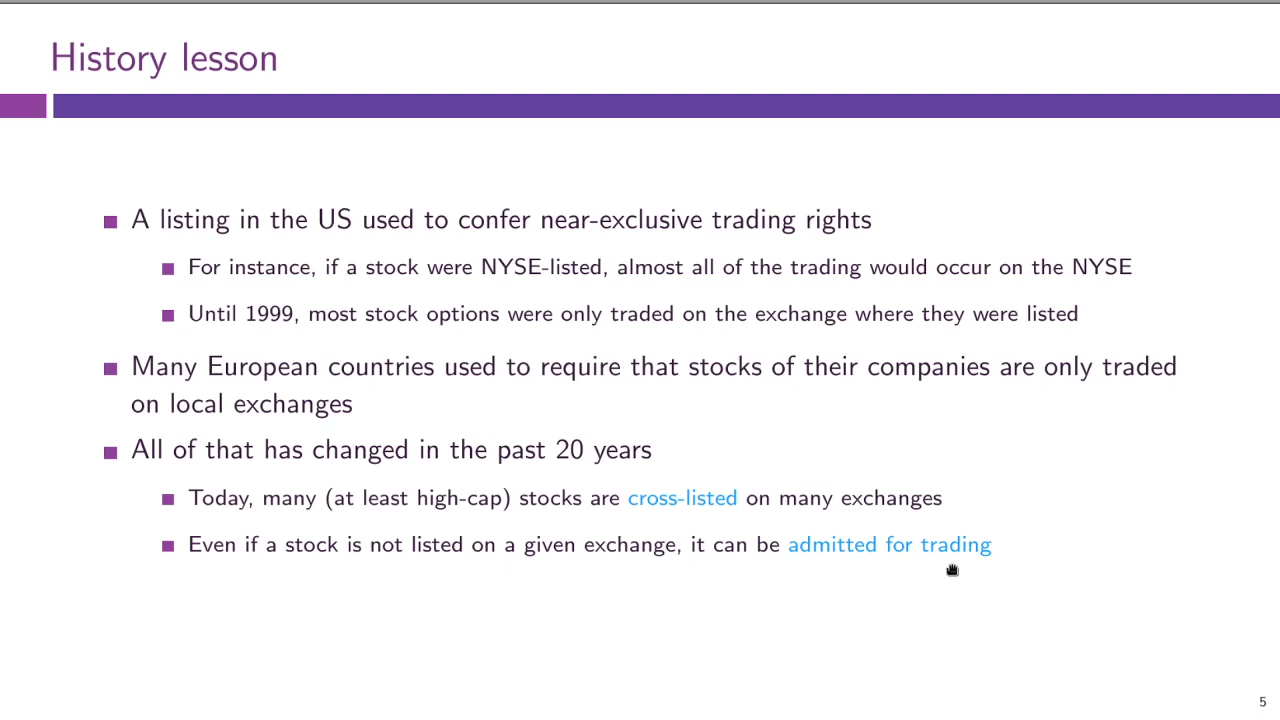 History lesson
A listing in the US used to confer near-exclusive trading rights
For instance, if a stock were NYSE-listed, almost all of the trading would occur on the NYSE
Until 1999, most stock options were only traded on the exchange where they were listed
Many European countries used to require that stocks of their companies are only traded
on local exchanges
All of that has changed in the past 20 years
Today, many (at least high-cap) stocks are cross-listed on many exchanges
Even if a stock is not listed on a given exchange, it can be admitted for trading
5